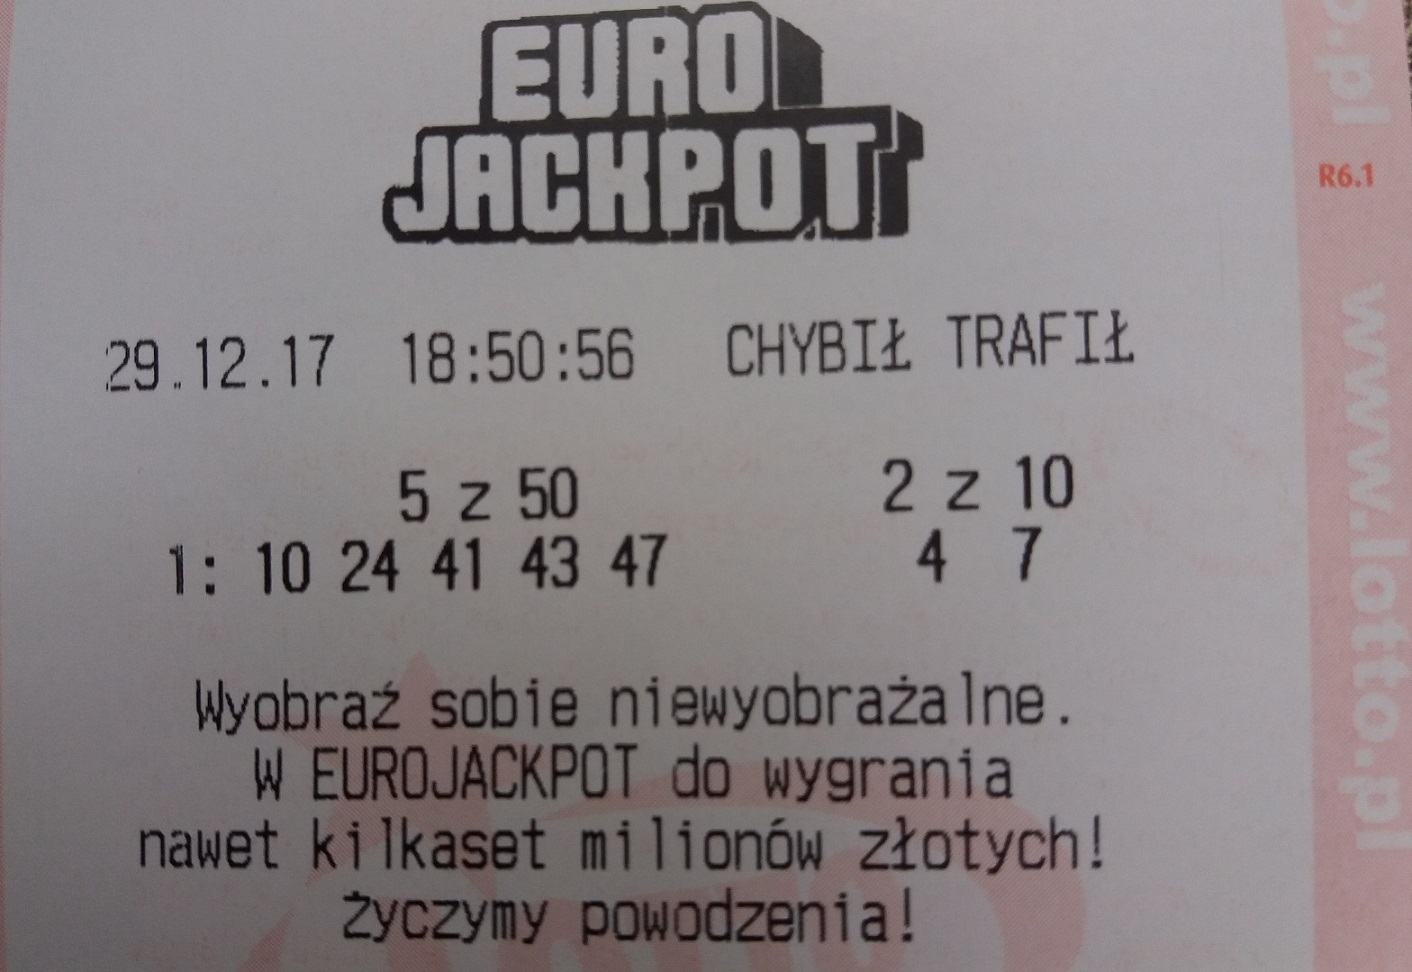 EURO
JACKPOT
29.12.17 18:50:56 CHYBIŁ TRAFIŁ
5 z 50 2 z 10
1: 10 24 41 43 47 4 7
Wyobraź sobie niewyobrażalne.
W EUROJACKPOT do wygrania
nawet kilkaset milionów złotych!
Życzymy powodzenia!
o.pl
R6.1
www.lotto.pl